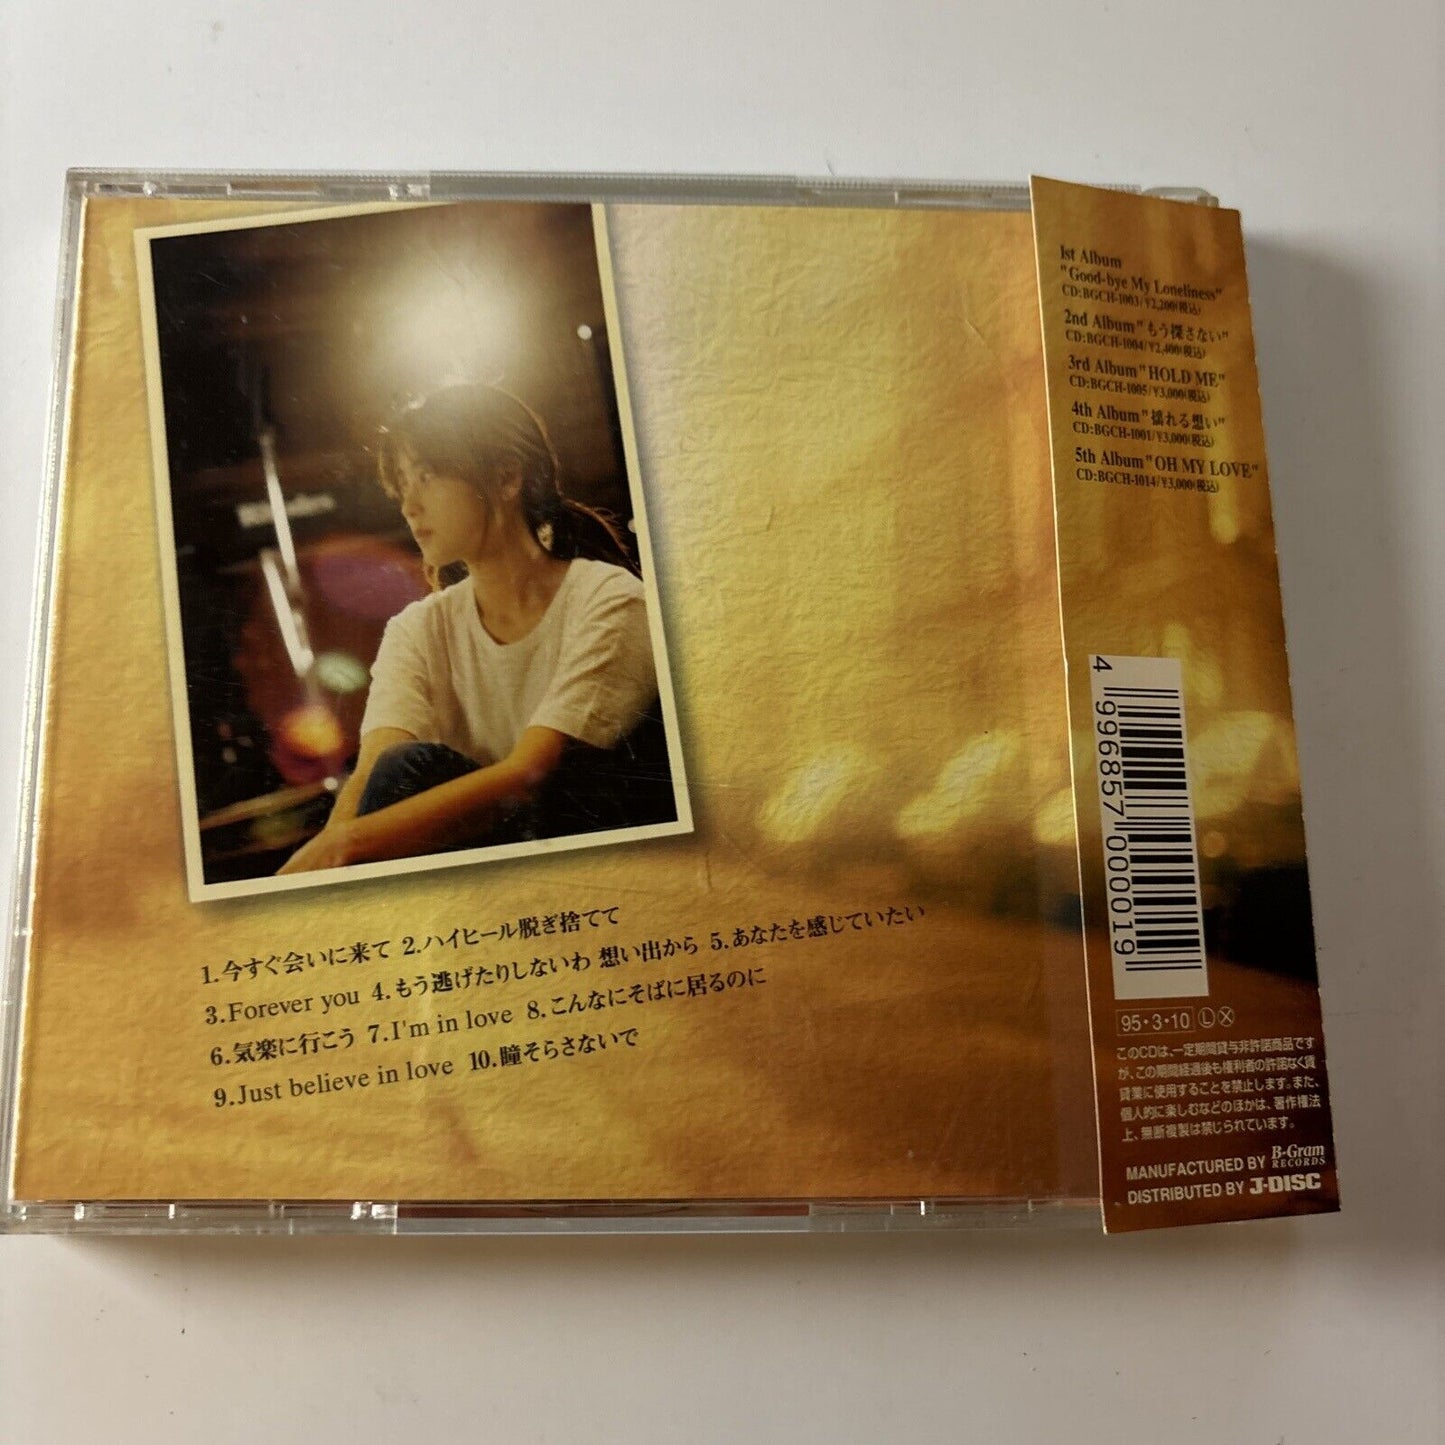 1.今すぐ会いに来て 2.ハイヒール脱ぎ捨てて
3.Forever you 4.もう逃げたりしないわ 想い出から 5.あなたを感じていたい
6.気楽に行こう 7.I'm in love 8.こんなにそばに居るのに
9.Just believe in love 10.瞳そらさないで
1st Album
"Good-bye My Loneliness"
CD:BGCH-1003/¥2,200(税込)
2nd Album"もう探さない"
CD:BGCH-1004/¥2,400(税込)
3rd Album"HOLD ME"
CD:BGCH-1005/¥3,000(税込)
4th Album"揺れる想い"
CD:BGCH-1001/¥3,000(税込)
5th Album"OH MY LOVE"
CD:BGCH-1014/¥3,000(税込)
4 996857 000019
95・3・10 Ⓛ Ⓧ
このCDは、一定期間貸与非許諾商品です
が、この期間経過後も権利者の許諾なく賃
貸業に使用することを禁止します。また、
個人的に楽しむなどのほかは、著作権法
上、無断複製は禁じられています。
MANUFACTURED BY B-Gram RECORDS
DISTRIBUTED BY J-DISC